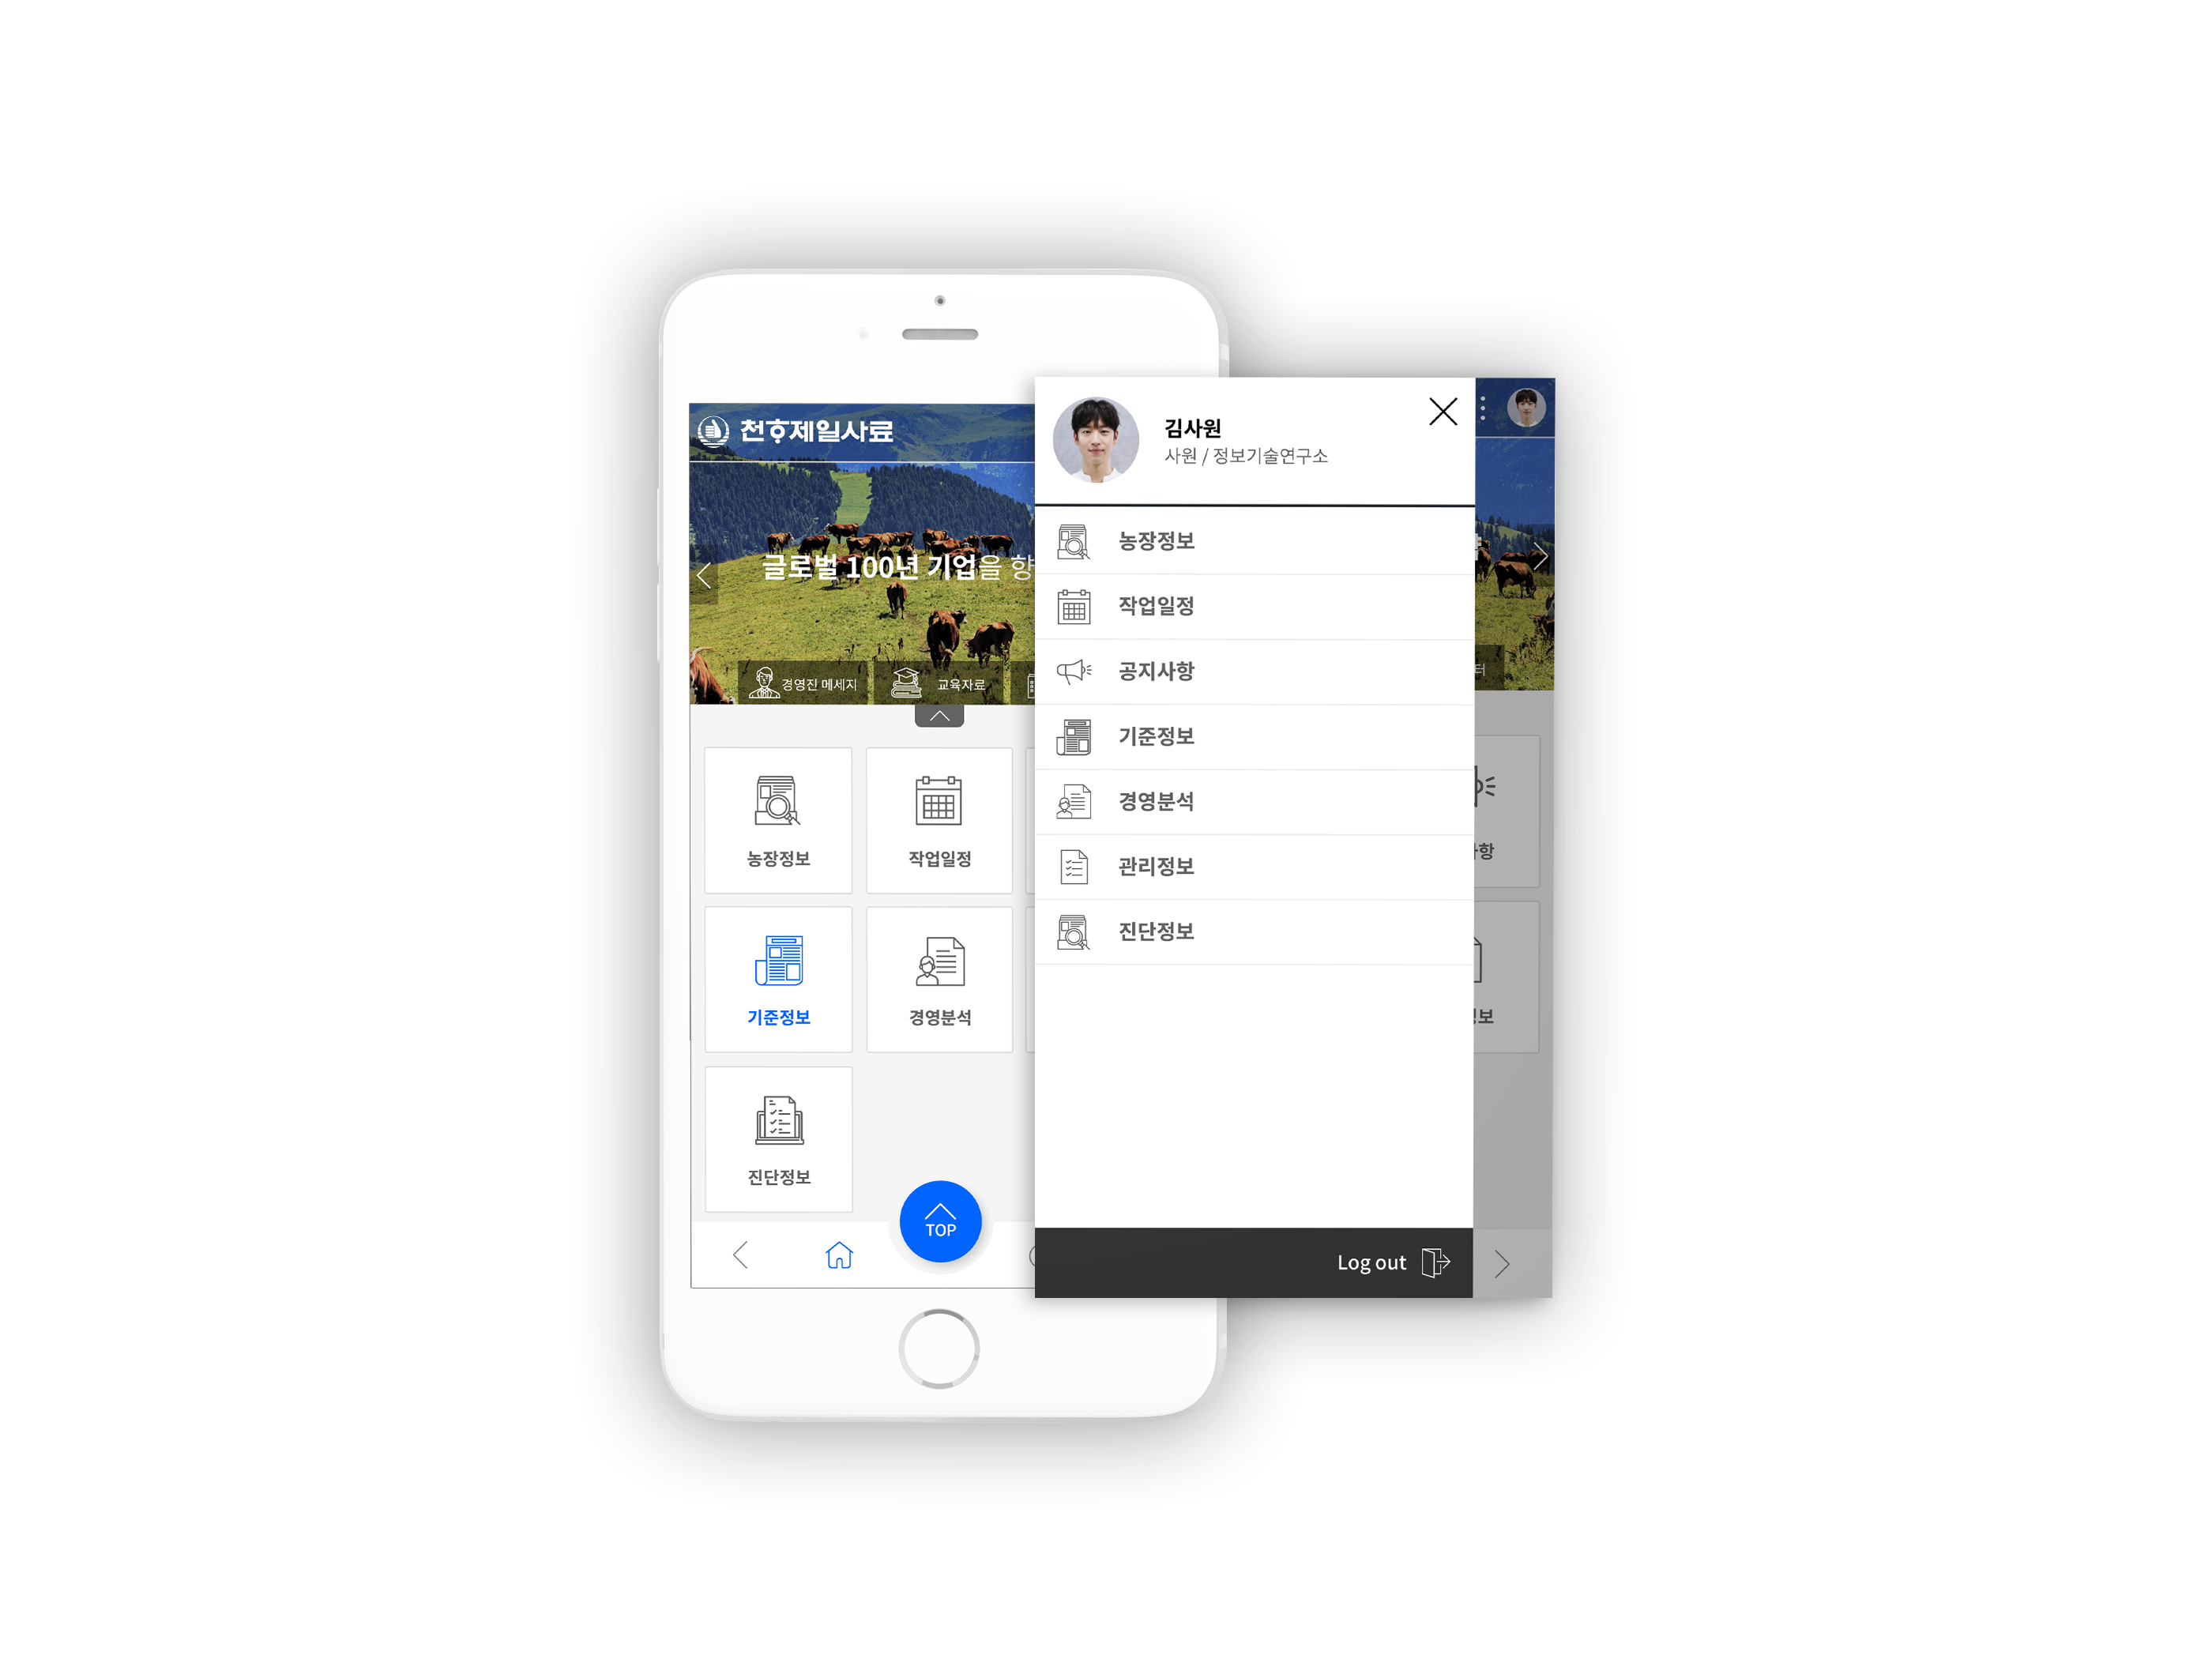 천하제일사료
글로벌 100년 기업을 향
경영진 메세지
교육자료
농장정보
작업일정
기준정보
경영분석
진단정보
TOP
김사원
사원 / 정보기술연구소
농장정보
작업일정
공지사항
기준정보
경영분석
관리정보
진단정보
Log out
터
항
보